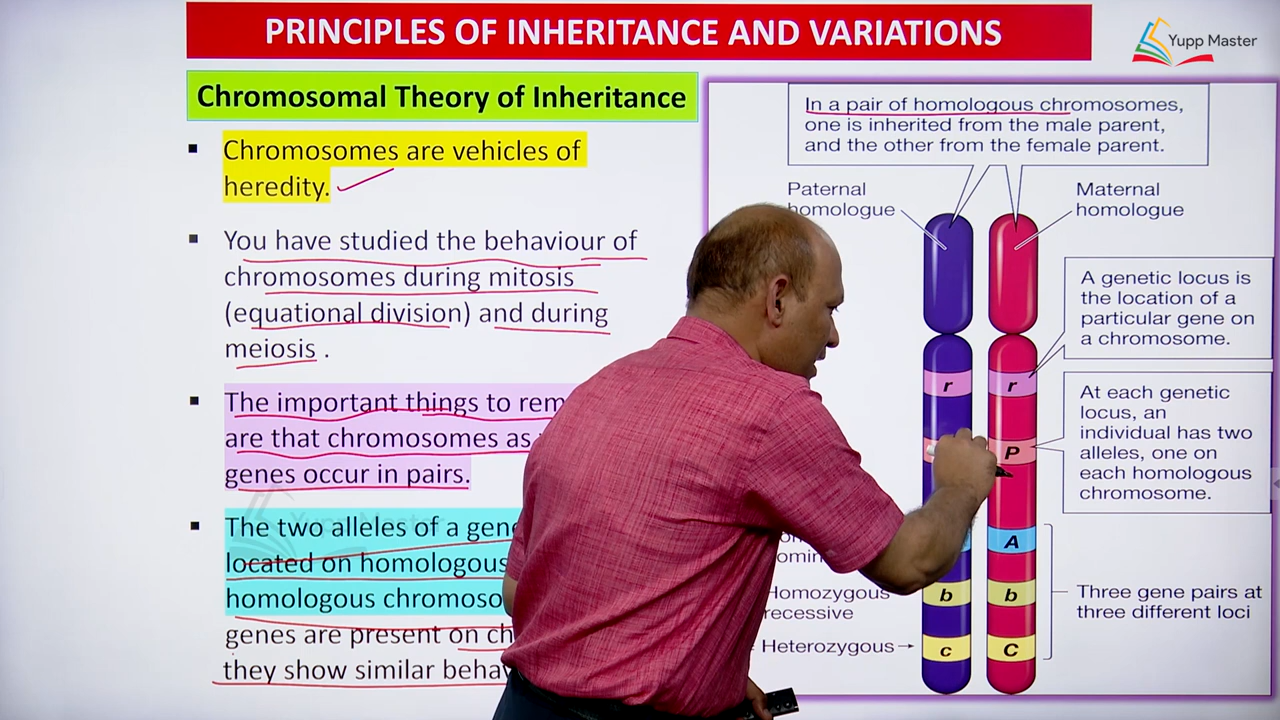 PRINCIPLES OF INHERITANCE AND VARIATIONS
Yupp Master
Chromosomal Theory of Inheritance
▪ Chromosomes are vehicles of
heredity.
▪ You have studied the behaviour of
chromosomes during mitosis
(equational division) and during
meiosis .
▪ The important things to rem
are that chromosomes as
genes occur in pairs.
▪ The two alleles of a gene
located on homologous
homologous chromoso
genes are present on ch
they show similar behav
In a pair of homologous chromosomes,
one is inherited from the male parent,
and the other from the female parent.
Paternal
homologue
Maternal
homologue
A genetic locus is
the location of a
particular gene on
a chromosome.
r r
At each genetic
locus, an
individual has two
alleles, one on
each homologous
chromosome.
P
A
Homozygous
recessive
b b
Three gene pairs at
three different loci
Heterozygous
c C